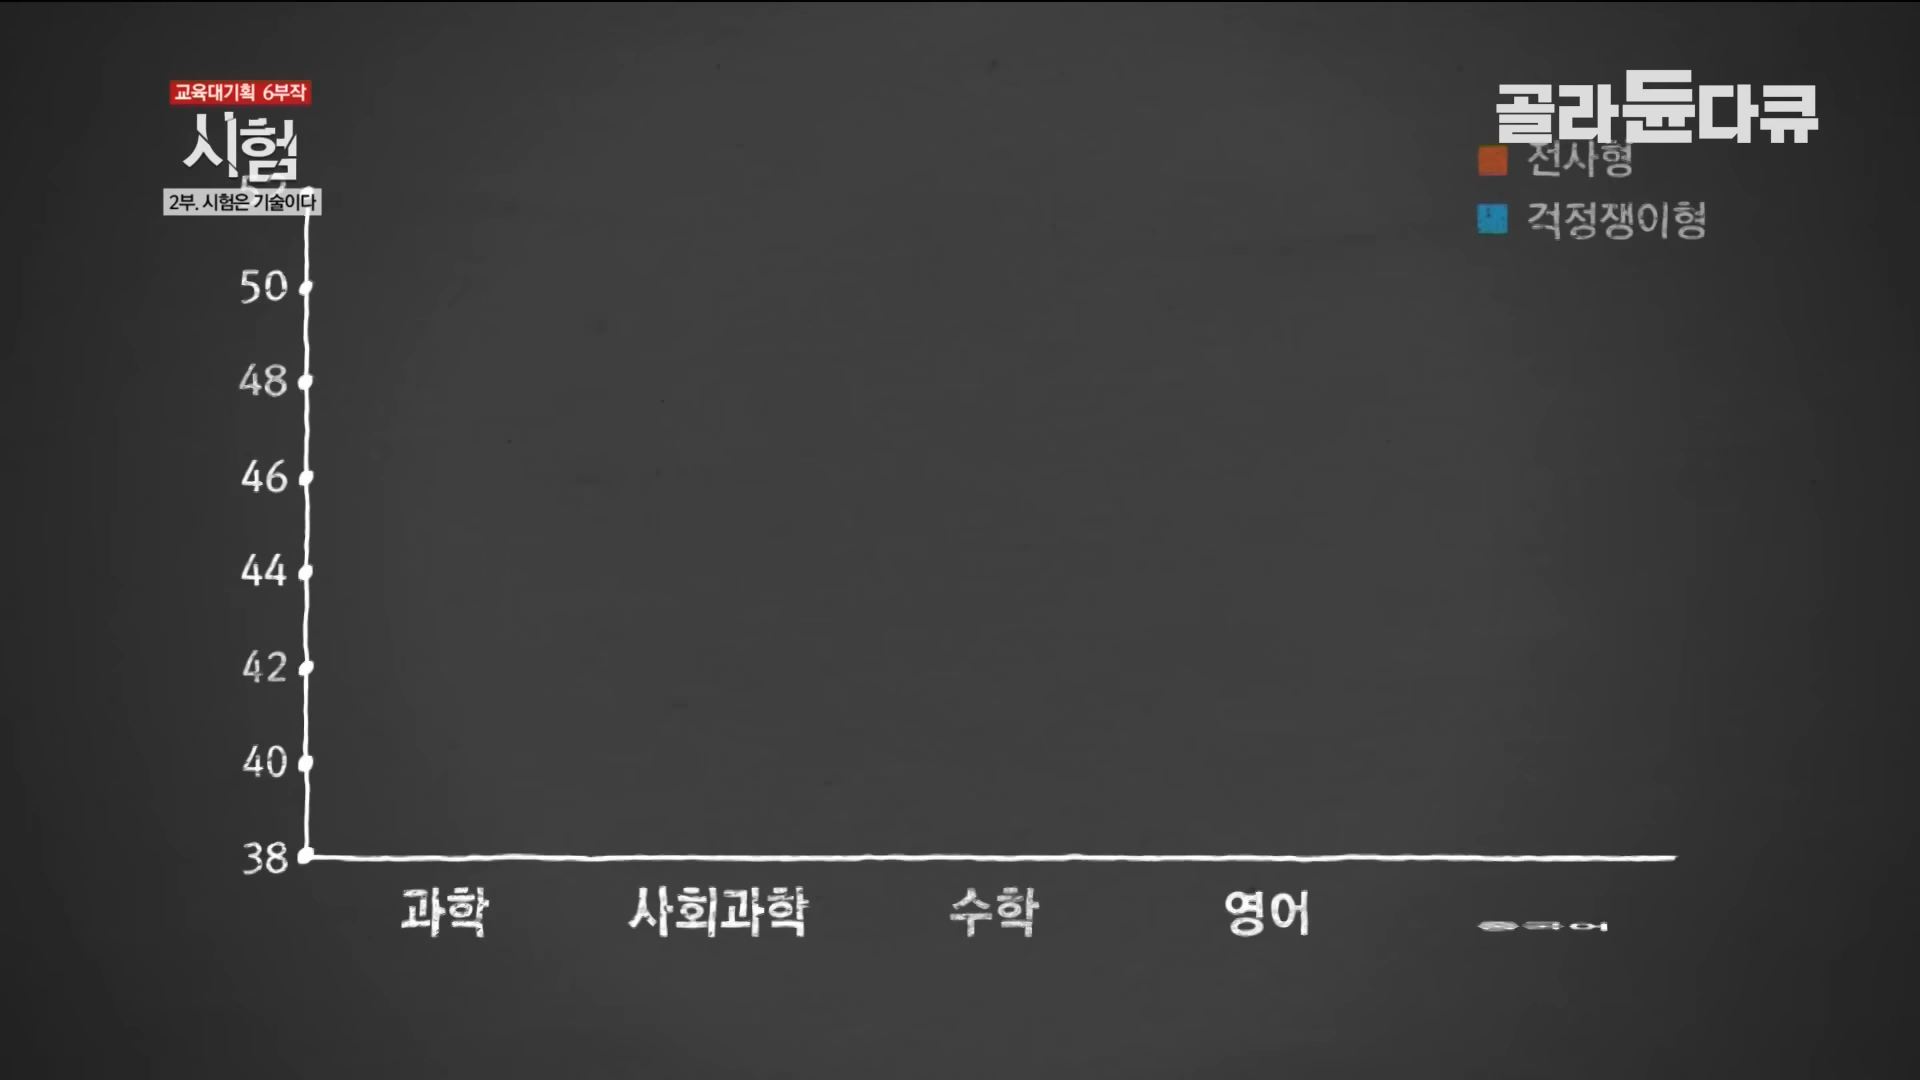 교육대기획 6부작
시험
2부. 시험은 기술이다
골라듄다큐
전사형
걱정쟁이형
50
48
46
44
42
40
38
과학 사회과학 수학 영어